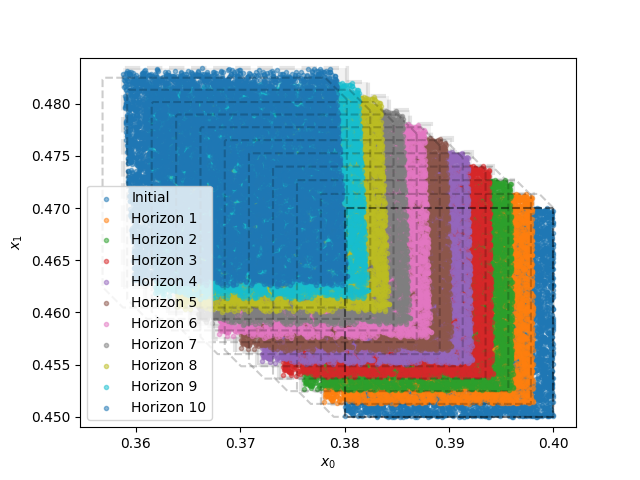 0.480
0.475
0.470
0.465
0.460
0.455
0.450
x₁
Initial
Horizon 1
Horizon 2
Horizon 3
Horizon 4
Horizon 5
Horizon 6
Horizon 7
Horizon 8
Horizon 9
Horizon 10
0.36
0.37
0.38
0.39
0.40
x₀